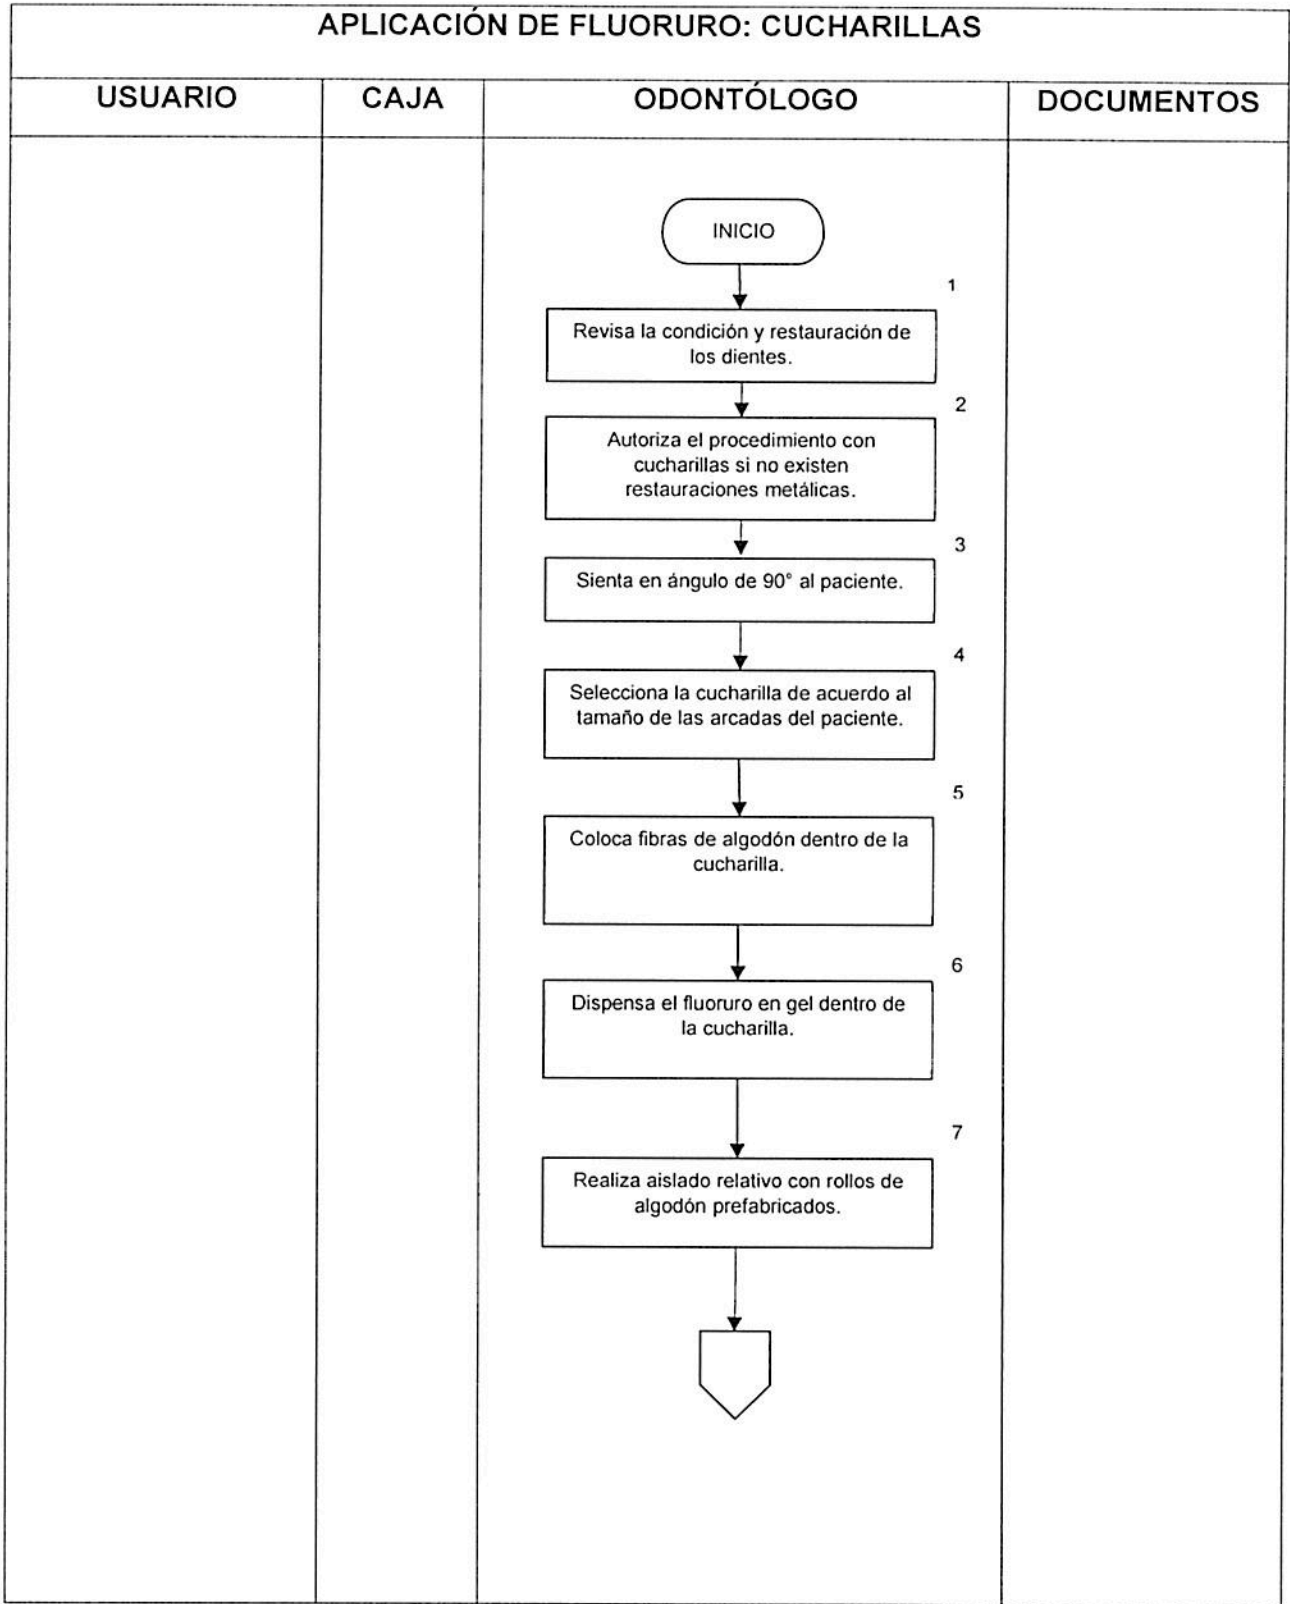 APLICACIÓN DE FLUORURO: CUCHARILLAS
USUARIO
CAJA
ODONTÓLOGO
DOCUMENTOS
INICIO
1
Revisa la condición y restauración de
los dientes.
2
Autoriza el procedimiento con
cucharillas si no existen
restauraciones metálicas.
3
Sienta en ángulo de 90° al paciente.
4
Selecciona la cucharilla de acuerdo al
tamaño de las arcadas del paciente.
5
Coloca fibras de algodón dentro de la
cucharilla.
6
Dispensa el fluoruro en gel dentro de
la cucharilla.
7
Realiza aislado relativo con rollos de
algodón prefabricados.